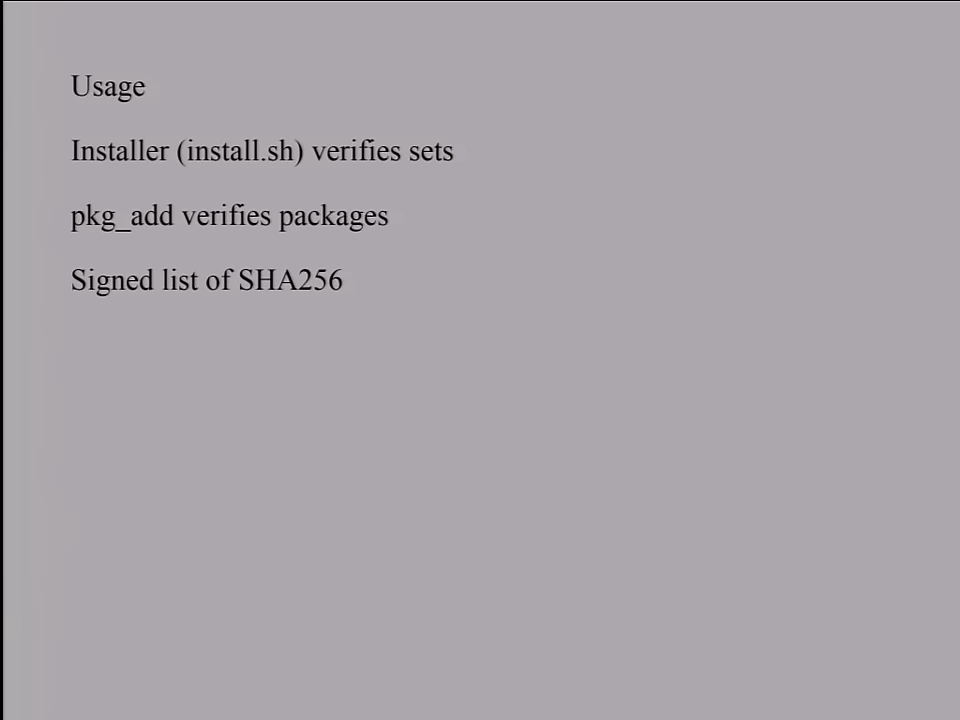 Usage
Installer (install.sh) verifies sets
pkg_add verifies packages
Signed list of SHA256